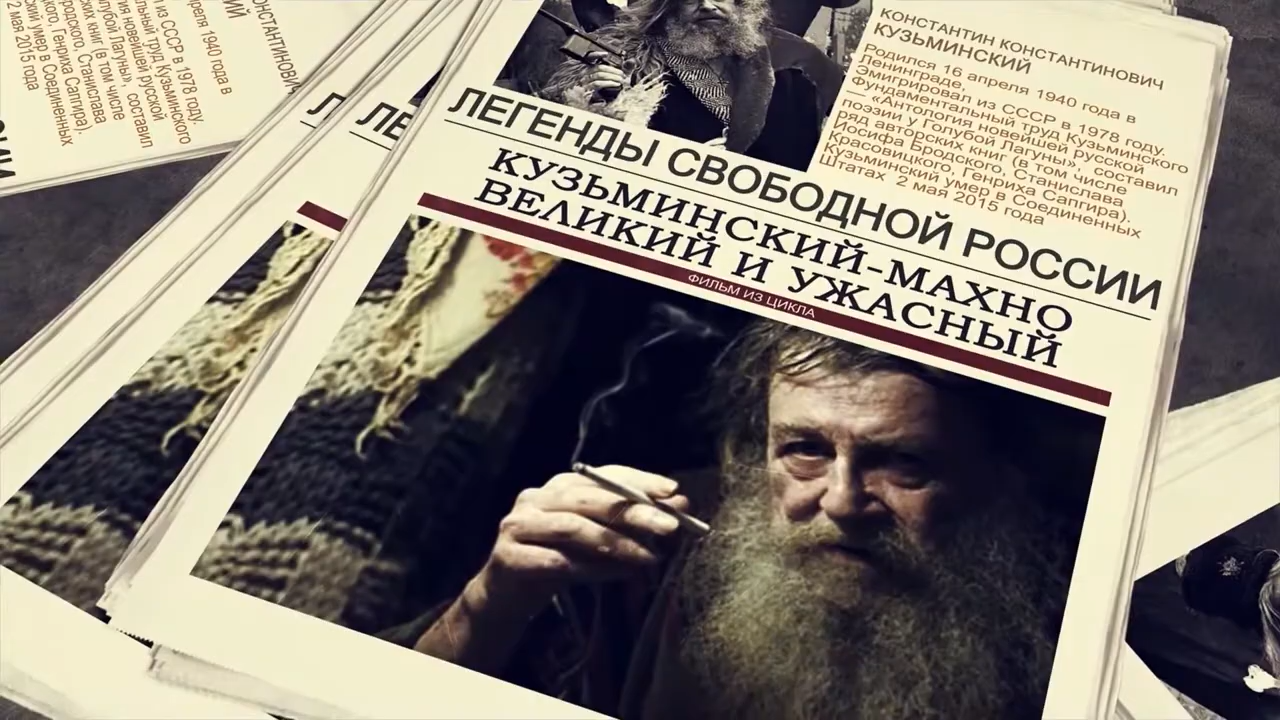 КОНСТАНТИН КОНСТАНТИНОВИЧ
КУЗЬМИНСКИЙ
Родился 16 апреля 1940 года в
Ленинграде,
Эмигрировал из СССР в 1978 году.
Фундаментальный труд Кузьминского
— «Антология новейшей русской
поэзии у Голубой Лагуны», составил
ряд авторских книг (в том числе
Иосифа Бродского, Станислава
Красовицкого, Генриха Сапгира).
Кузьминский умер в Соединенных
Штатах 2 мая 2015 года
ЛЕГЕНДЫ СВОБОДНОЙ РОССИИ
КУЗЬМИНСКИЙ-МАХНО
ВЕЛИКИЙ И УЖАСНЫЙ
ФИЛЬМ ИЗ ЦИКЛА